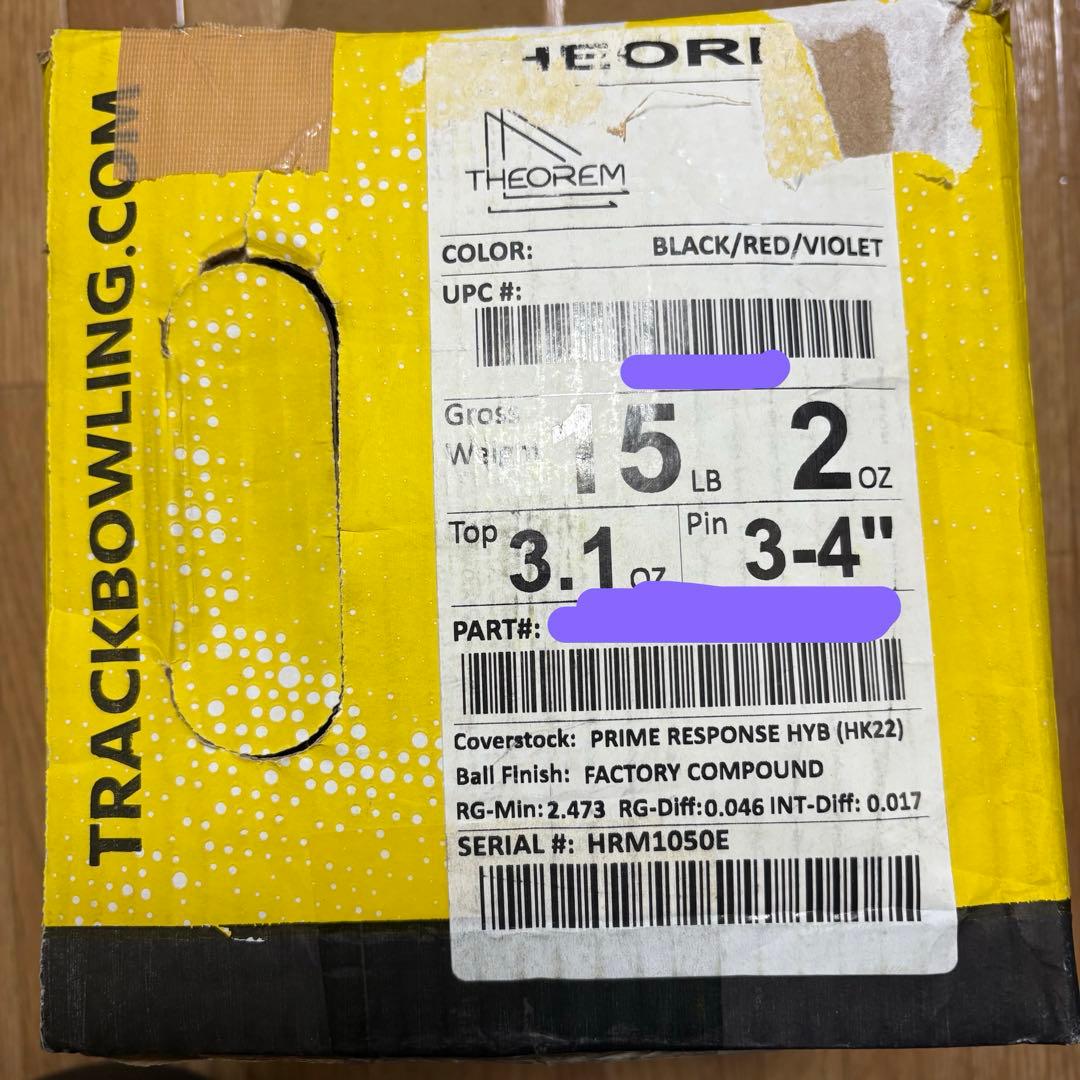 TRACKBOWLING.COM
THEOREM
COLOR: BLACK/RED/VIOLET
UPC #:
Gross Weight 15 LB 2 OZ
Top 3.1 OZ Pin 3-4"
PART#:
Coverstock: PRIME RESPONSE HYB (HK22)
Ball Finish: FACTORY COMPOUND
RG-Min: 2.473 RG-Diff: 0.046 INT-Diff: 0.017
SERIAL #: HRM1050E